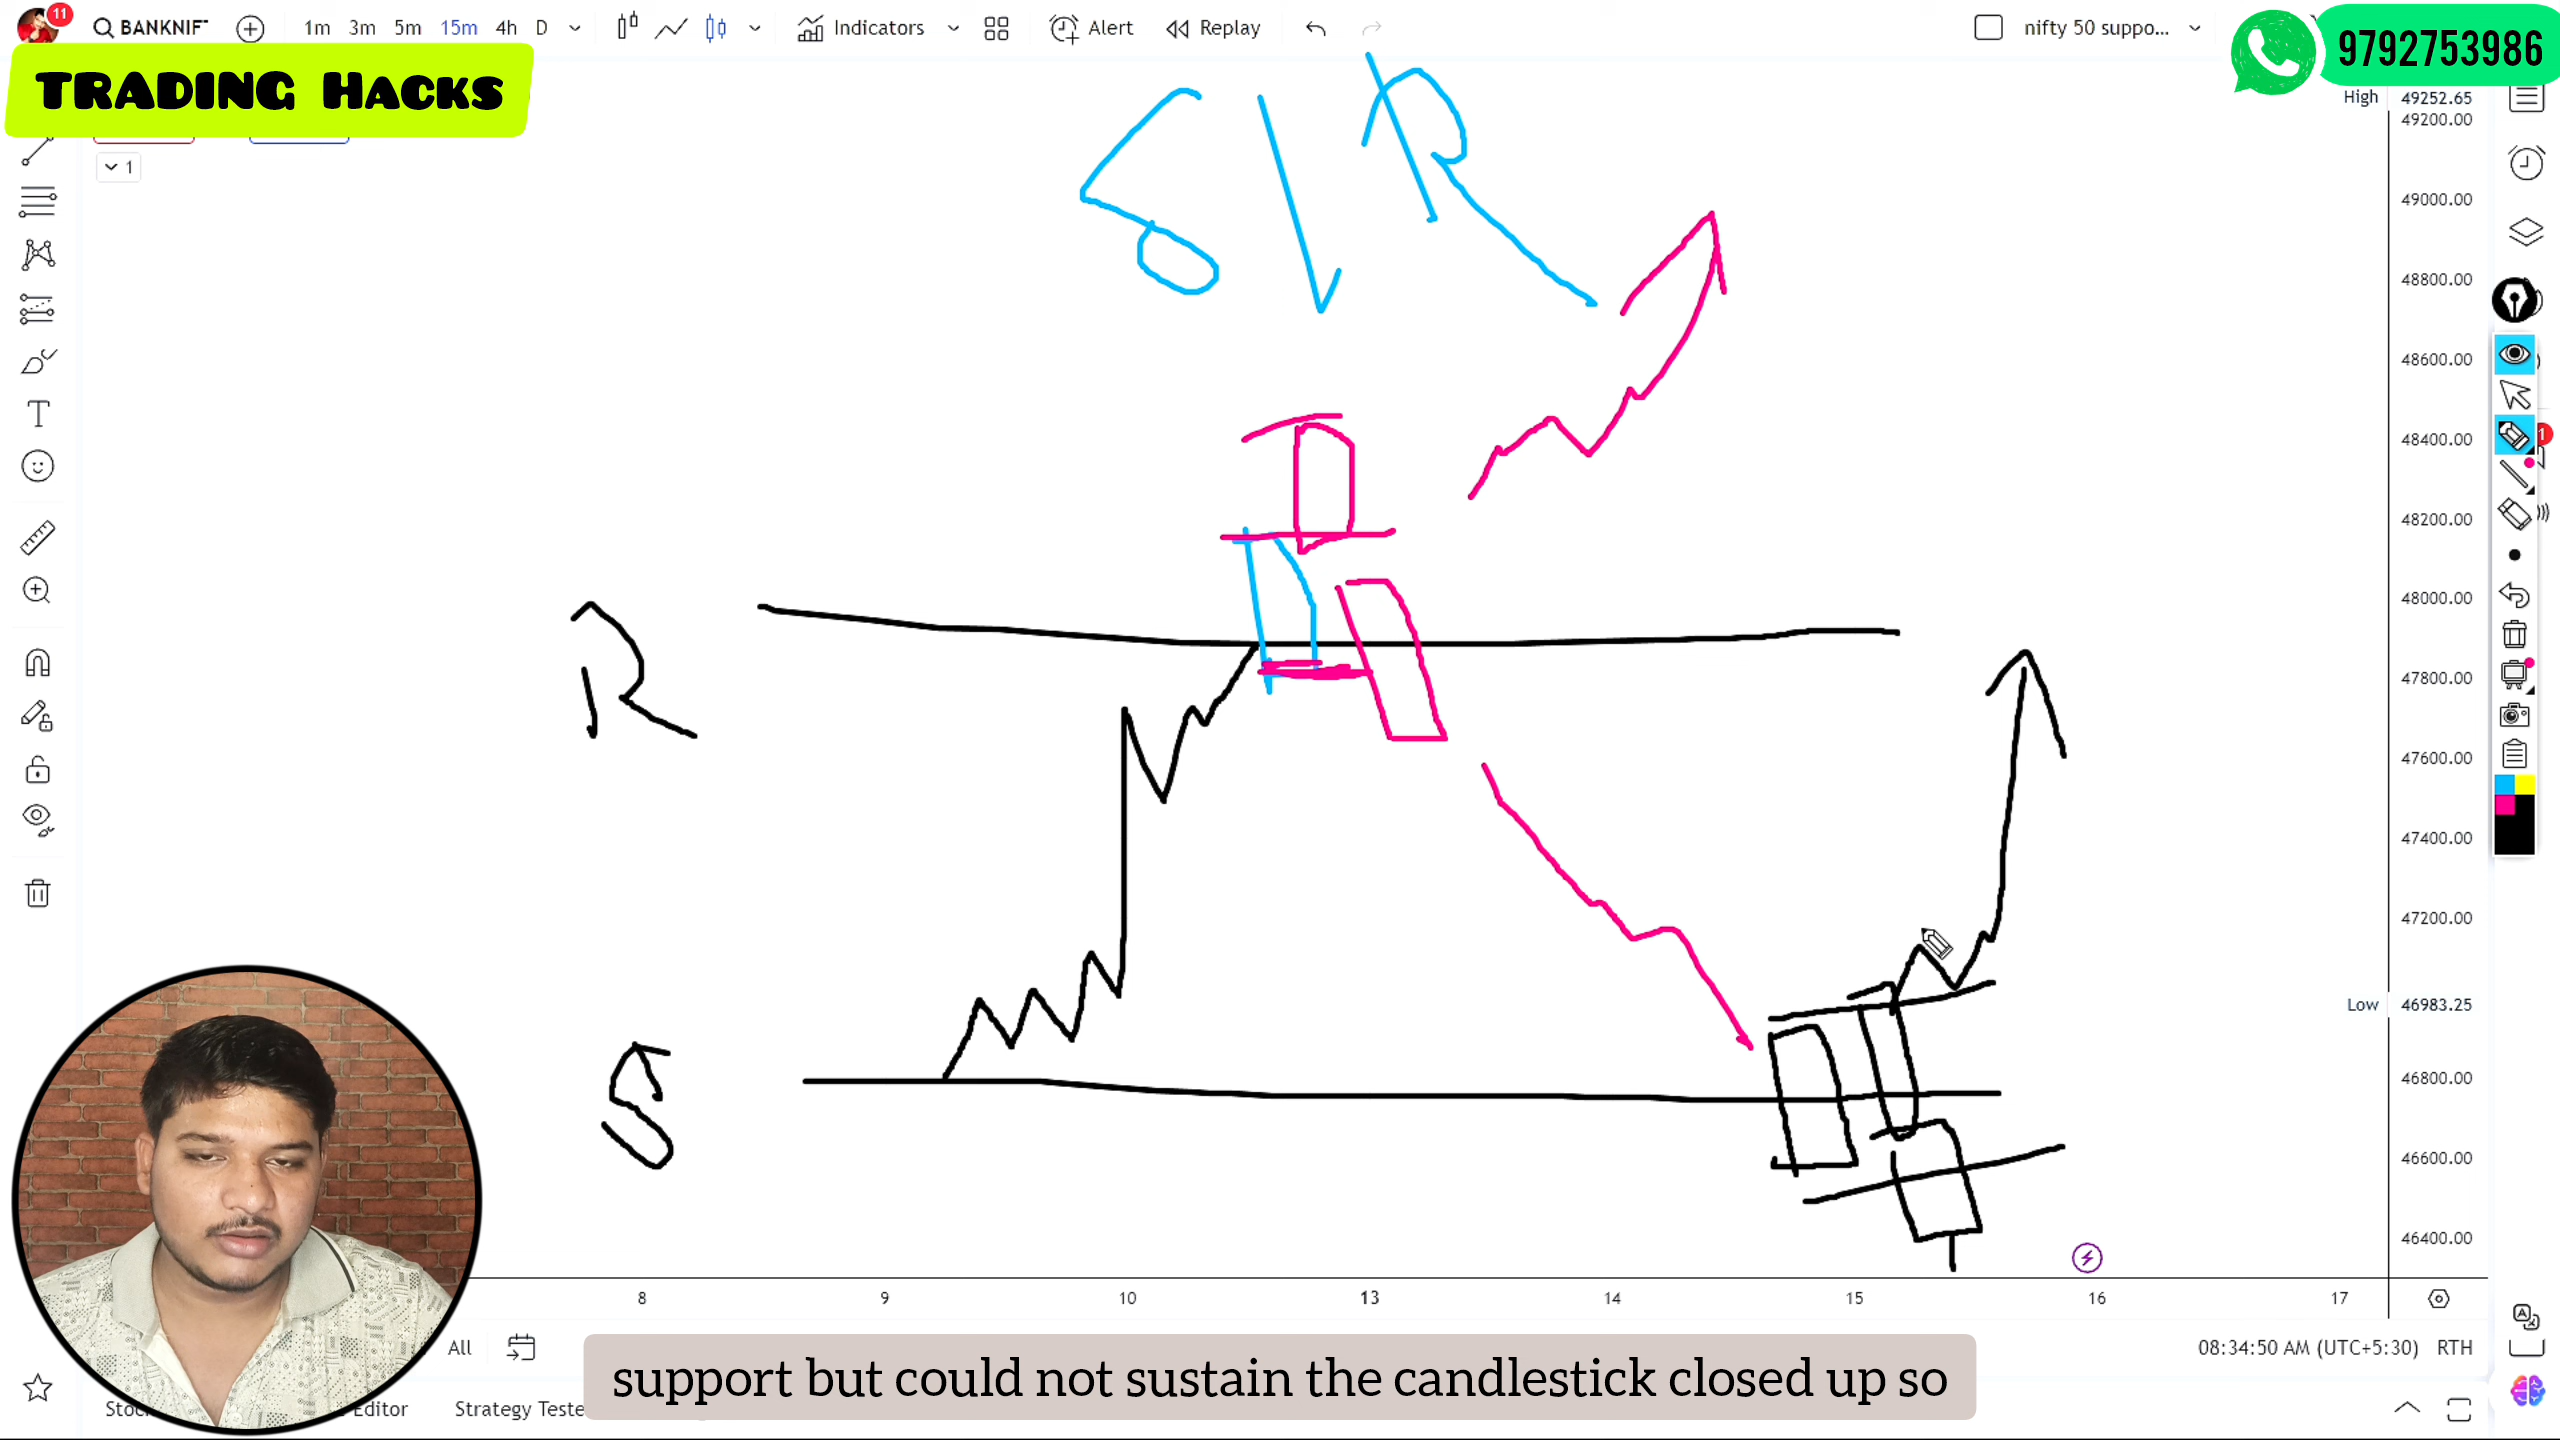 11
BANKNIF
1m 3m 5m 15m 4h D
Indicators
Alert
Replay
nifty 50 suppo...
9792753986
TRADING HACKS
1
S/R
High 49252.65
49200.00
49000.00
48800.00
48600.00
48400.00
1
48200.00
48000.00
47800.00
47600.00
47400.00
47200.00
Low 46983.25
46800.00
46600.00
46400.00
R
S
8 9 10 13 14 15 16 17
All
08:34:50 AM (UTC+5:30) RTH
support but could not sustain the candlestick closed up so
Editor
Strategy Teste